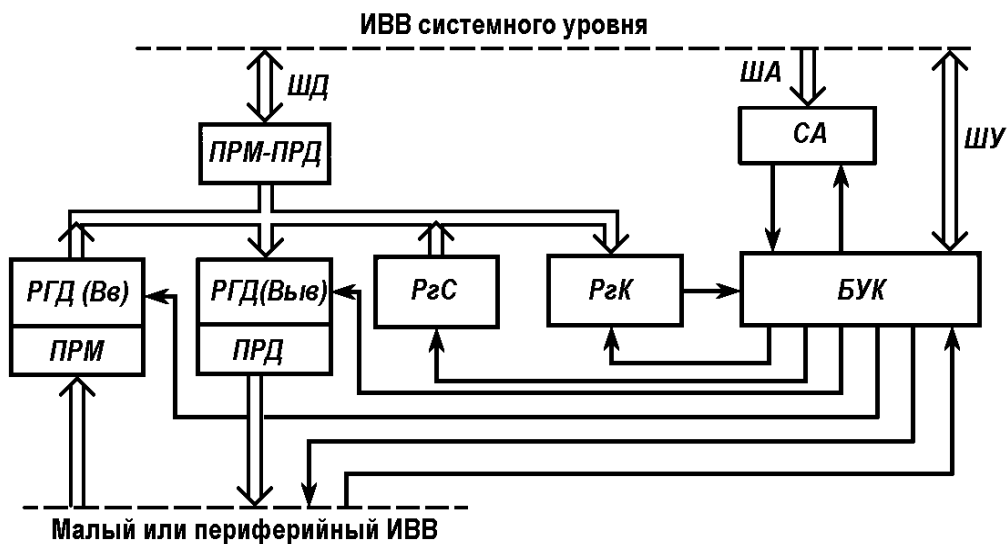 ИВВ системного уровня
ШД
ША
ШУ
СА
ПРМ-ПРД
РГД (Вв)
РГД(Выв)
РгС
РгК
БУК
ПРМ
ПРД
Малый или периферийный ИВВ